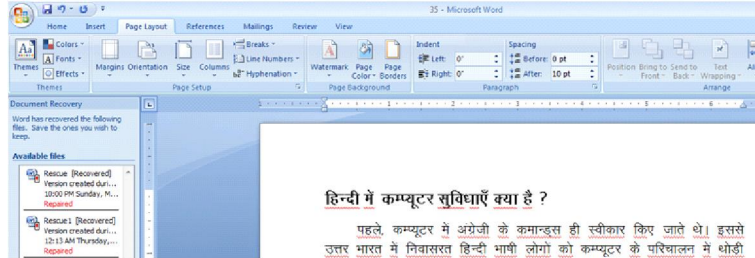 35 - Microsoft Word
Home Insert Page Layout References Mailings Review View
Themes Colors Fonts Effects
Margins Orientation Size Columns
Breaks
Line Numbers
Hyphenation
Watermark Page Color Page Borders
Indent
Left: 0"
Right: 0"
Spacing
Before: 0 pt
After: 10 pt
Position Bring to Front Send to Back Text Wrapping
Themes Page Setup Page Background Paragraph Arrange
Document Recovery
Word has recovered the following
files. Save the ones you wish to
keep.
Available files
Rescue [Recovered]
Version created duri...
10:00 PM Sunday, M...
Repaired
Rescue1 [Recovered]
Version created duri...
12:13 AM Thursday,...
Repaired
हिन्दी में कम्प्यूटर सुविधाएँ क्या है ?
पहले, कम्प्यूटर में अंग्रेजी के कमान्ड्स ही स्वीकार किए जाते थे। इससे
उत्तर भारत में निवासरत हिन्दी भाषी लोगो को कम्प्यूटर के परिचालन में थोडी